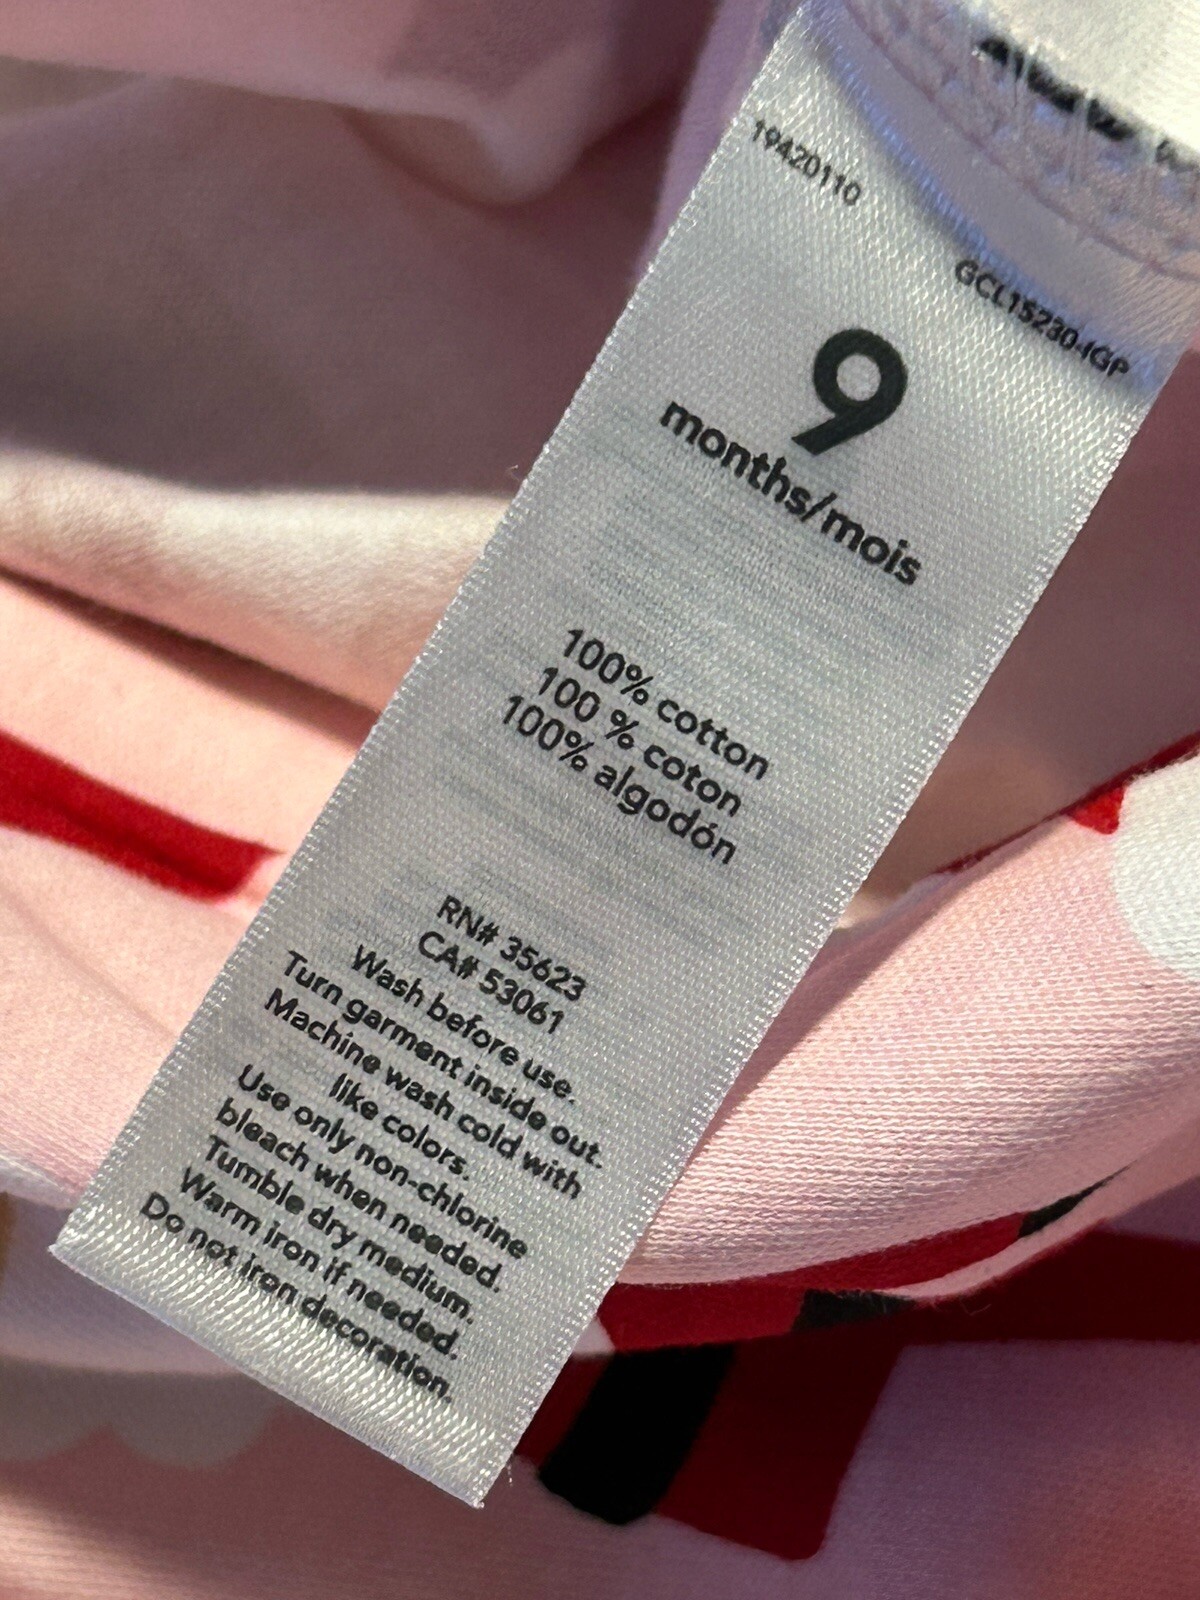 19420110
GCL15230-IGP
9
months/mois
100% cotton
100 % coton
100% algodón
RN# 35623
CA# 53061
Wash before use.
Turn garment inside out.
Machine wash cold with
like colors.
Use only non-chlorine
bleach when needed.
Tumble dry medium.
Warm iron if needed.
Do not iron decoration.